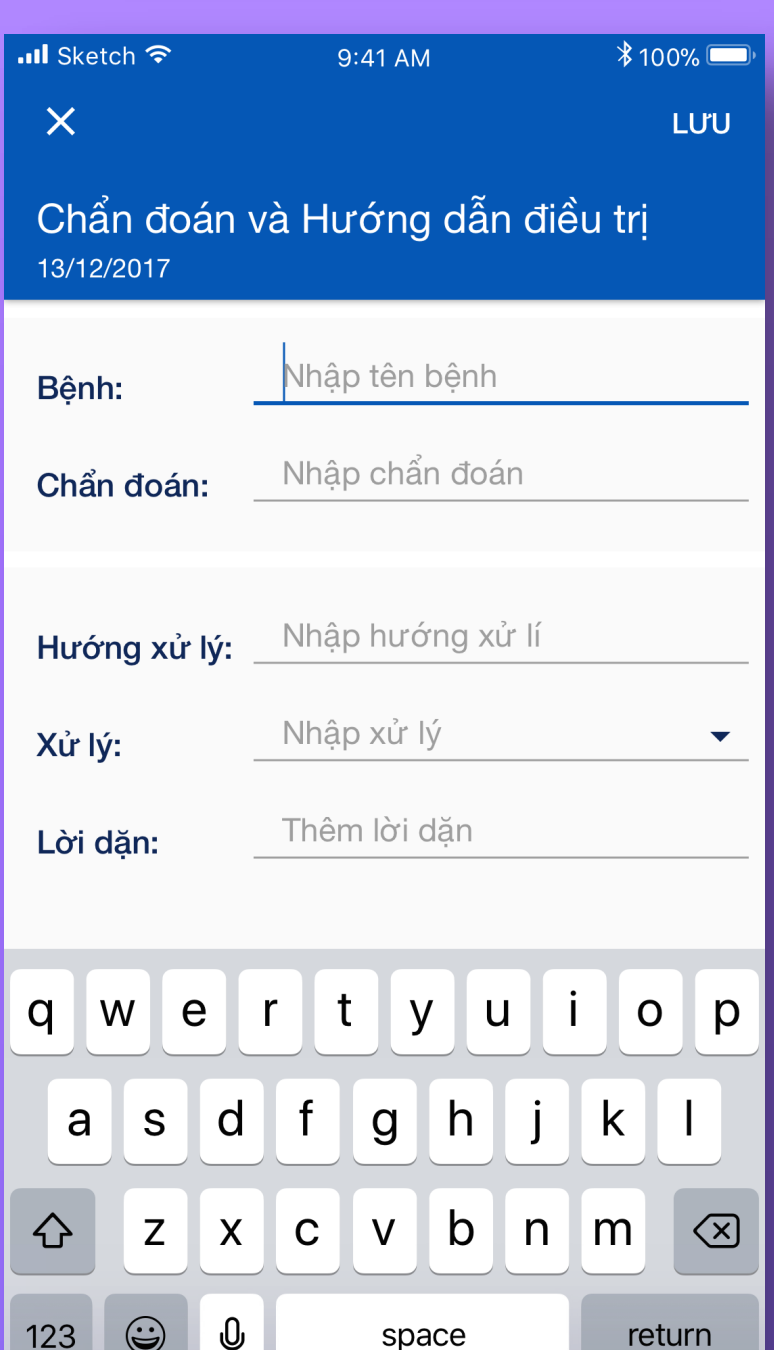 Sketch 9:41 AM 100%
LƯU
Chẩn đoán và Hướng dẫn điều trị
13/12/2017
Bệnh: Nhập tên bệnh
Chẩn đoán: Nhập chẩn đoán
Hướng xử lý: Nhập hướng xử lí
Xử lý: Nhập xử lý
Lời dặn: Thêm lời dặn
q w e r t y u i o p
a s d f g h j k l
z x c v b n m
123 space return